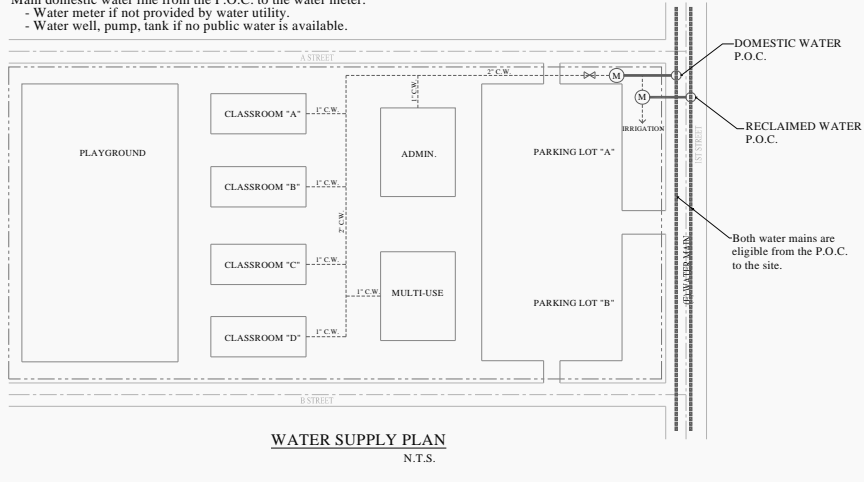 Main domestic water line from the P.O.C. to the water meter.
- Water meter if not provided by water utility.
- Water well, pump, tank if no public water is available.
DOMESTIC WATER
P.O.C.
A STREET
2" C.W.
M
M
1" C.W.
CLASSROOM "A"
1" C.W.
IRRIGATION
RECLAIMED WATER
P.O.C.
1ST STREET
PLAYGROUND
ADMIN.
PARKING LOT "A"
CLASSROOM "B"
1" C.W.
2' C.W.
Both water mains are
eligible from the P.O.C.
to the site.
(E) WATER MAIN
CLASSROOM "C"
1" C.W.
1" C.W.
MULTI-USE
PARKING LOT "B"
CLASSROOM "D"
1" C.W.
B STREET
WATER SUPPLY PLAN
N.T.S.